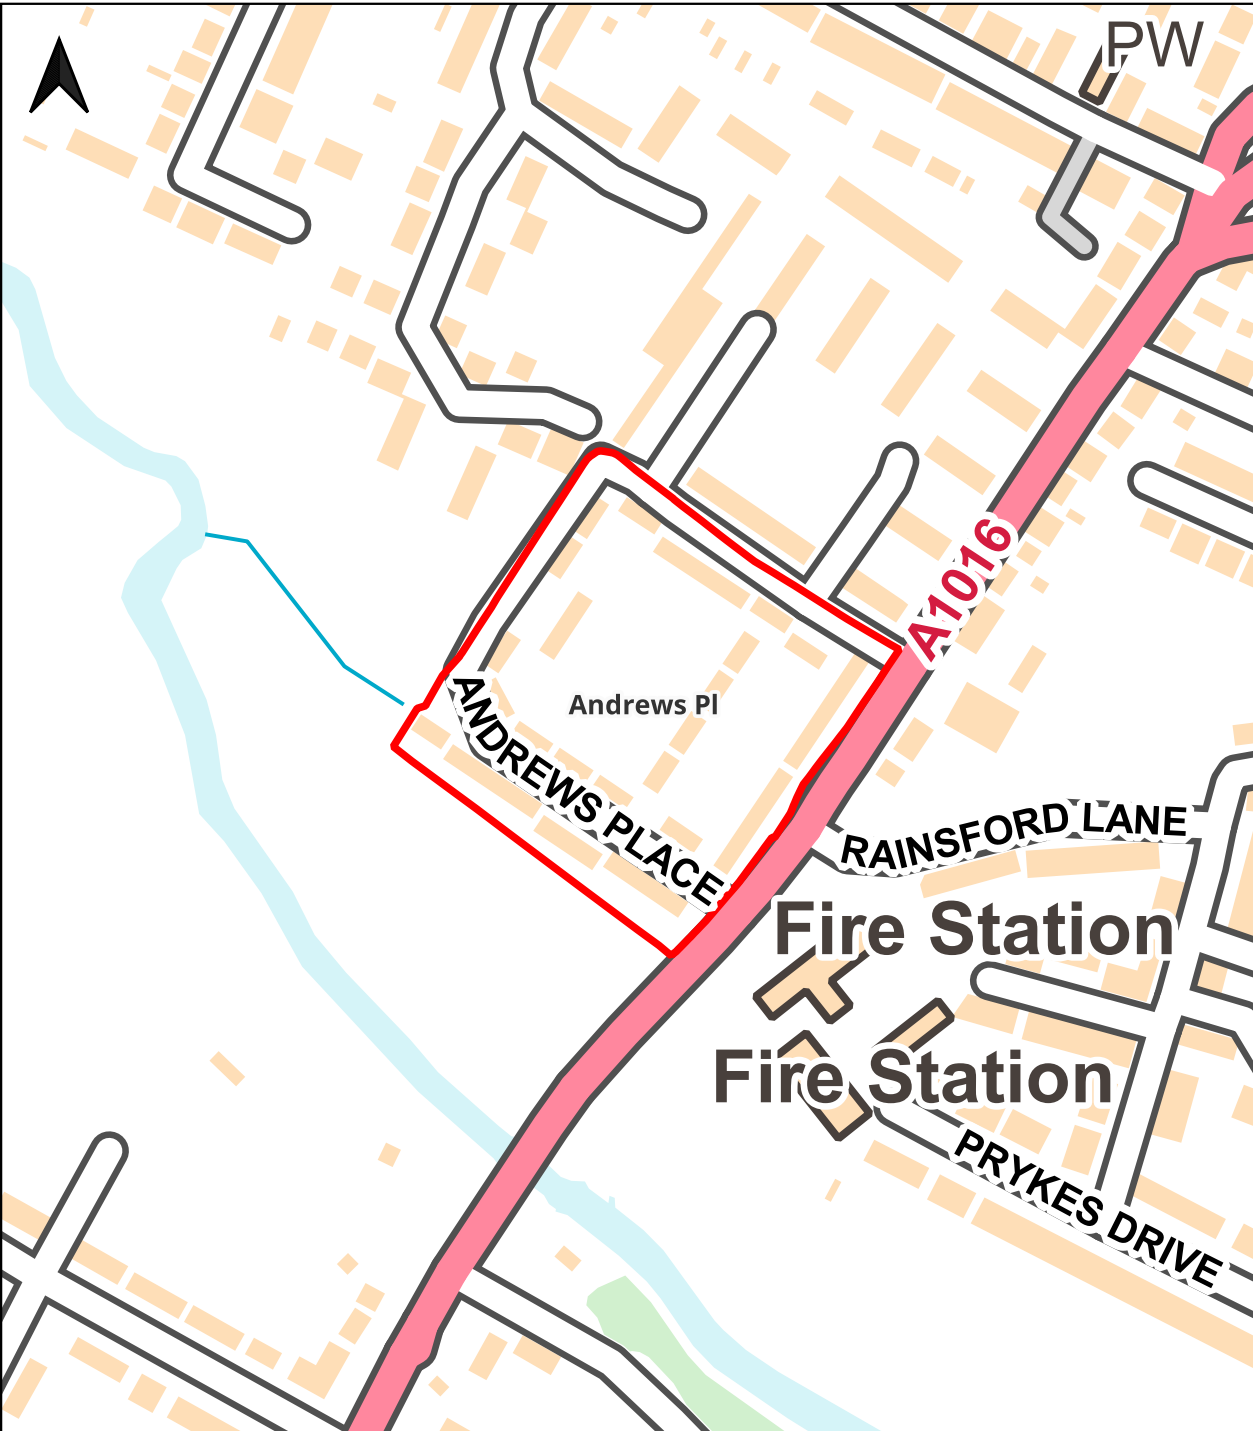 PW
A1016
Andrews Pl
ANDREWS PLACE
RAINSFORD LANE
Fire Station
Fire Station
PRYKES DRIVE